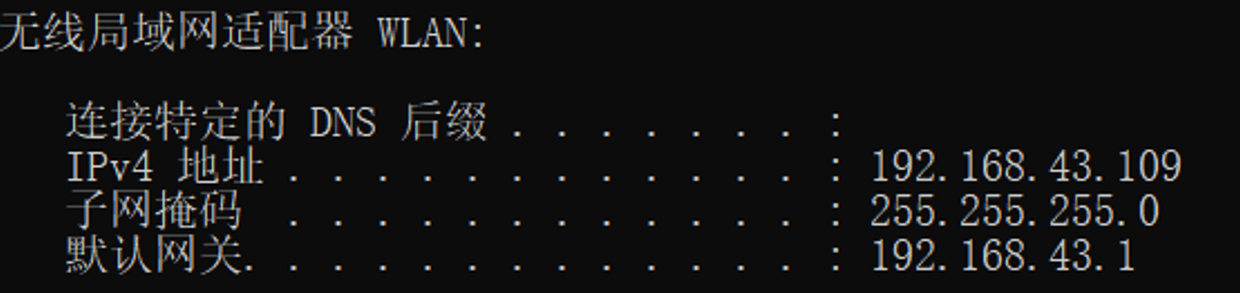 无线局域网适配器 WLAN:
连接特定的 DNS 后缀 . . . . . . . :
IPv4 地址 . . . . . . . . . . . . : 192.168.43.109
子网掩码  . . . . . . . . . . . . : 255.255.255.0
默认网关. . . . . . . . . . . . . : 192.168.43.1